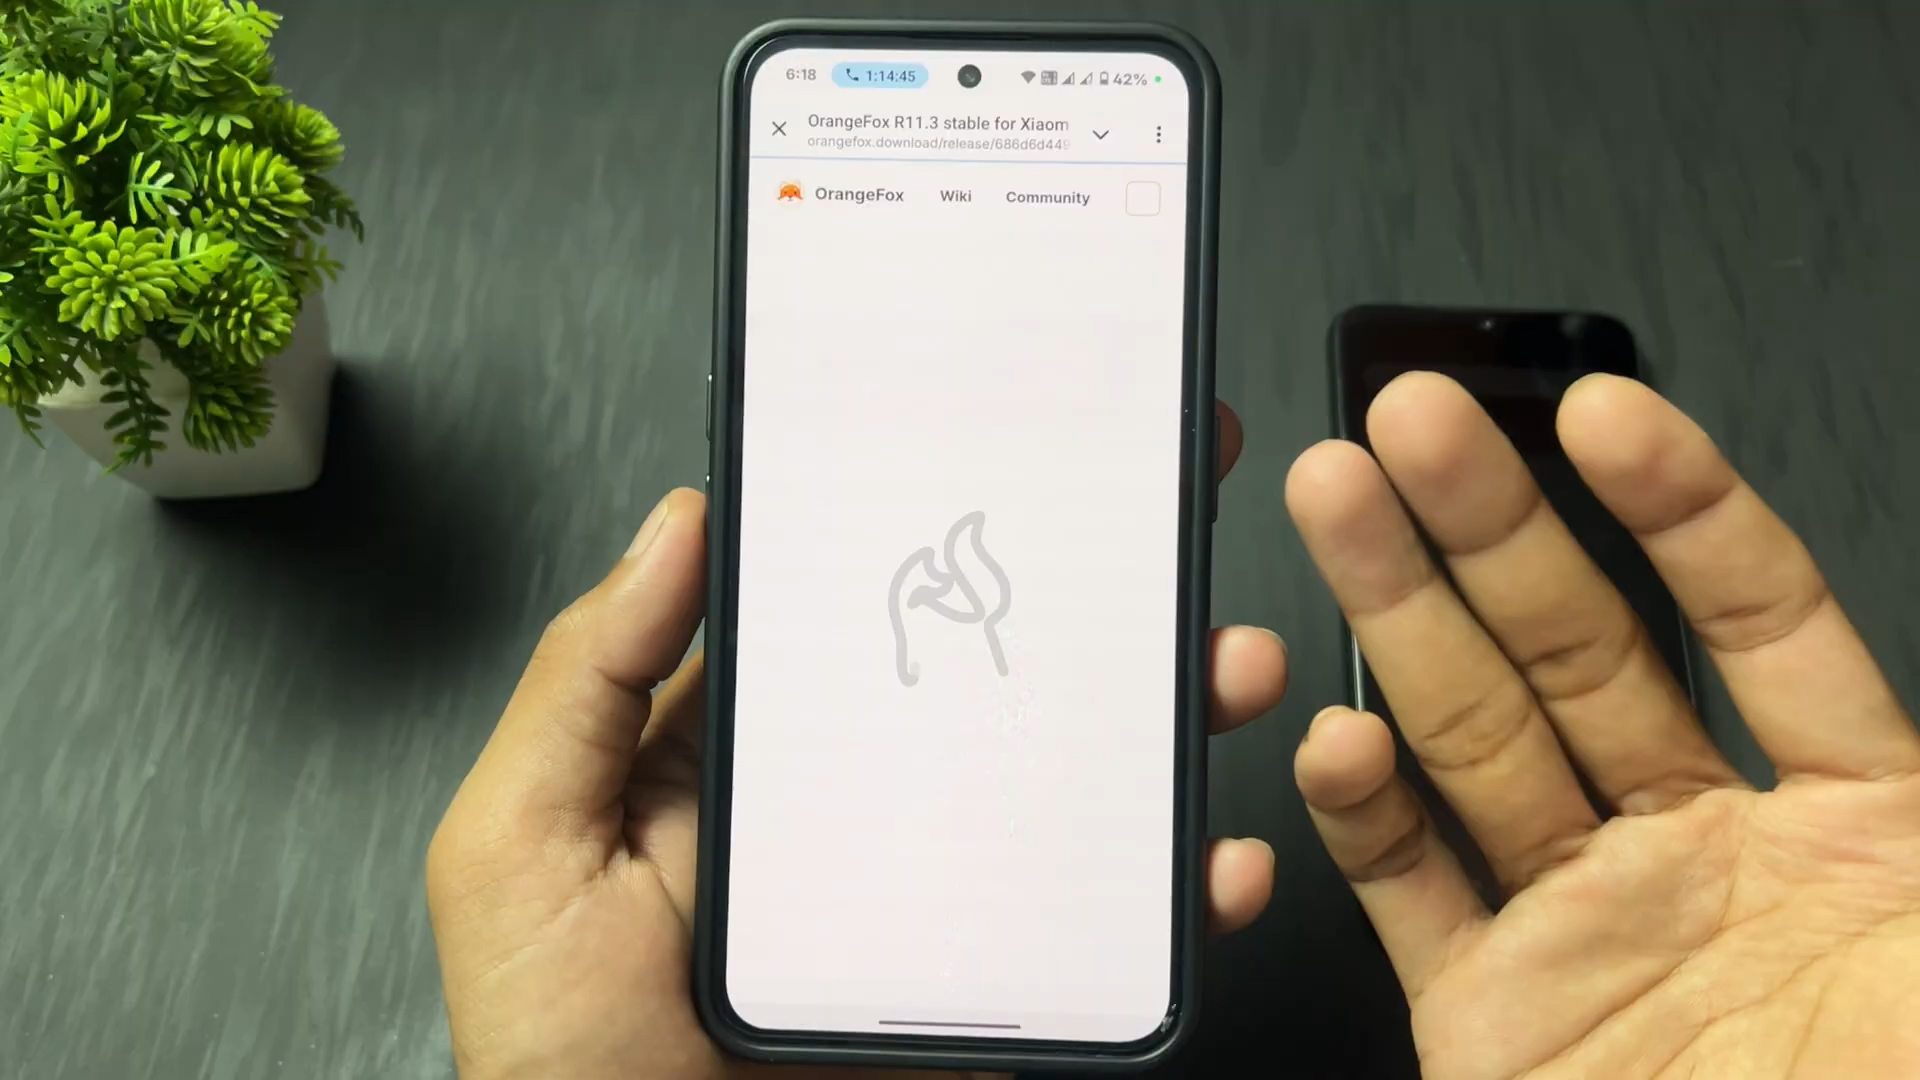 6:18 1:14:45 42%
OrangeFox R11.3 stable for Xiaom
orangefox.download/release/686d6d449
OrangeFox Wiki Community